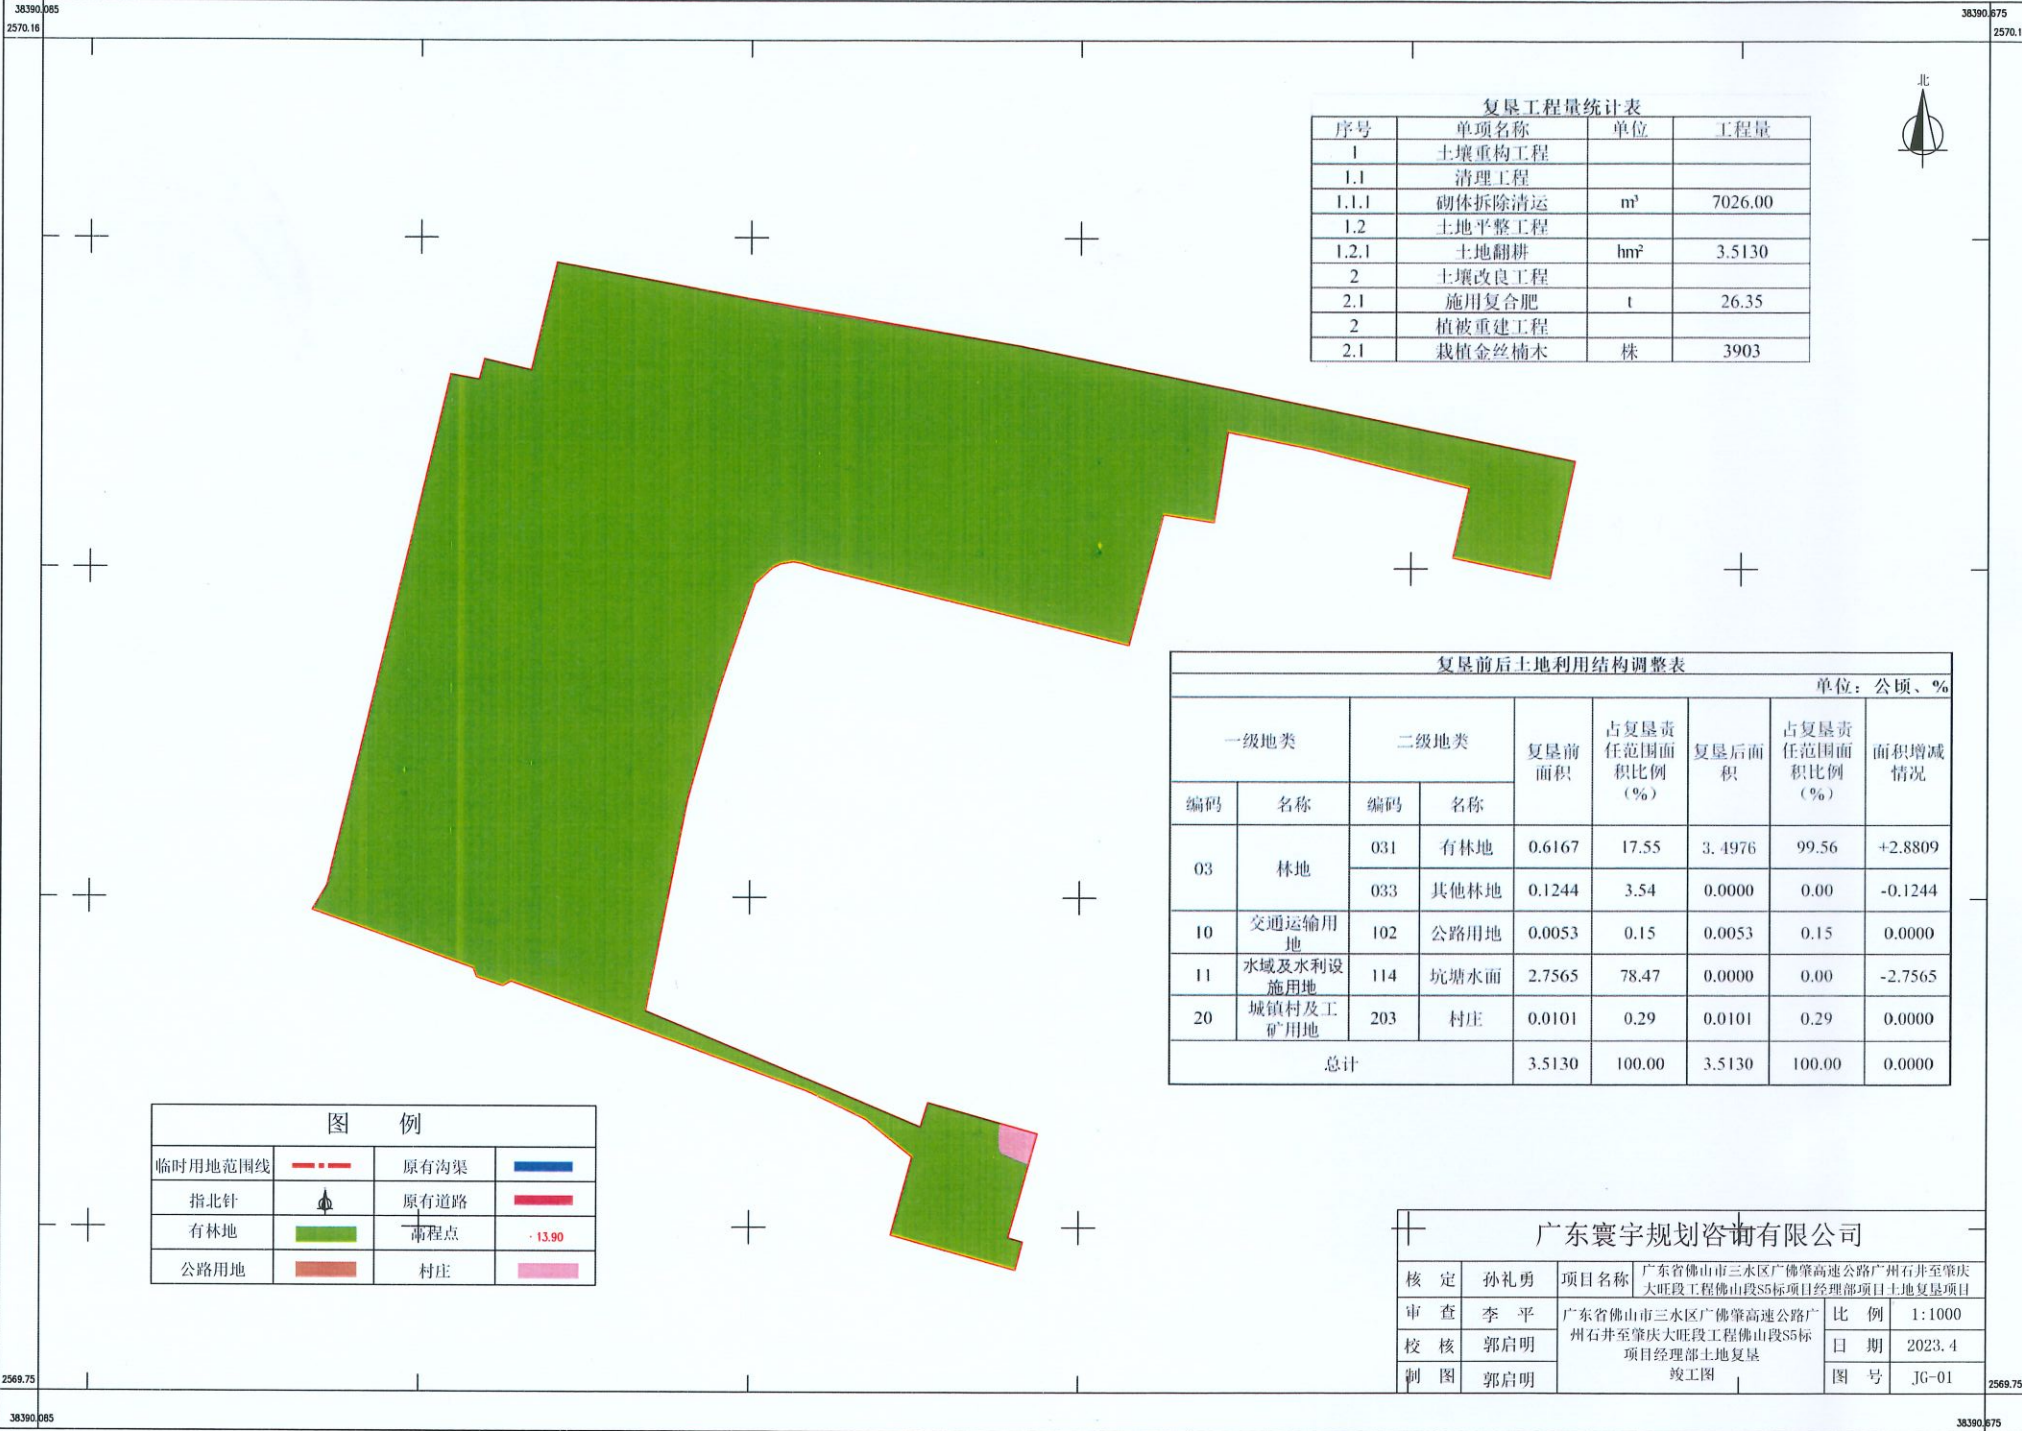 38390.085
38390.675
2570.16
2570.1
北
复垦工程量统计表
序号 单项名称 单位 工程量
1 土壤重构工程
1.1 清理工程
1.1.1 砌体拆除清运 m³ 7026.00
1.2 土地平整工程
1.2.1 土地翻耕 hm² 3.5130
2 土壤改良工程
2.1 施用复合肥 t 26.35
2 植被重建工程
2.1 栽植金丝楠木 株 3903
复垦前后土地利用结构调整表
单位：公顷、%
一级地类 二级地类 复垦前面积 占复垦责任范围面积比例（%） 复垦后面积 占复垦责任范围面积比例（%） 面积增减情况
编码 名称 编码 名称
03 林地 031 有林地 0.6167 17.55 3.4976 99.56 +2.8809
033 其他林地 0.1244 3.54 0.0000 0.00 -0.1244
10 交通运输用地 102 公路用地 0.0053 0.15 0.0053 0.15 0.0000
11 水域及水利设施用地 114 坑塘水面 2.7565 78.47 0.0000 0.00 -2.7565
20 城镇村及工矿用地 203 村庄 0.0101 0.29 0.0101 0.29 0.0000
总计 3.5130 100.00 3.5130 100.00 0.0000
图 例
临时用地范围线 原有沟渠
指北针 原有道路
有林地 高程点 · 13.90
公路用地 村庄
广东寰宇规划咨询有限公司
核 定 孙礼勇 项目名称 广东省佛山市三水区广佛肇高速公路广州石井至肇庆
大旺段工程佛山段S5标项目经理部项目土地复垦项目
审 查 李 平 广东省佛山市三水区广佛肇高速公路广 比 例 1:1000
校 核 郭启明 州石井至肇庆大旺段工程佛山段S5标 日 期 2023.4
项目经理部土地复垦
制 图 郭启明 竣工图 图 号 JG-01
2569.75
2569.75
38390.085
38390.675